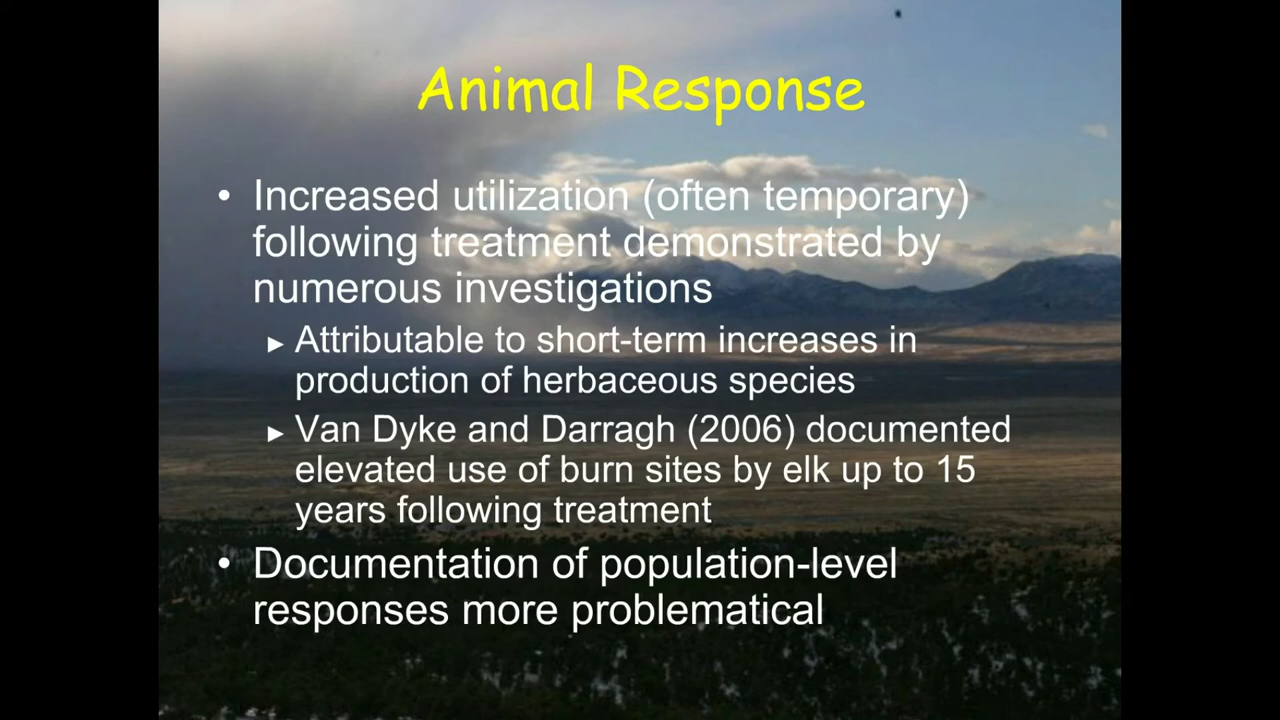 Animal Response
• Increased utilization (often temporary)
following treatment demonstrated by
numerous investigations
► Attributable to short-term increases in
production of herbaceous species
► Van Dyke and Darragh (2006) documented
elevated use of burn sites by elk up to 15
years following treatment
• Documentation of population-level
responses more problematical